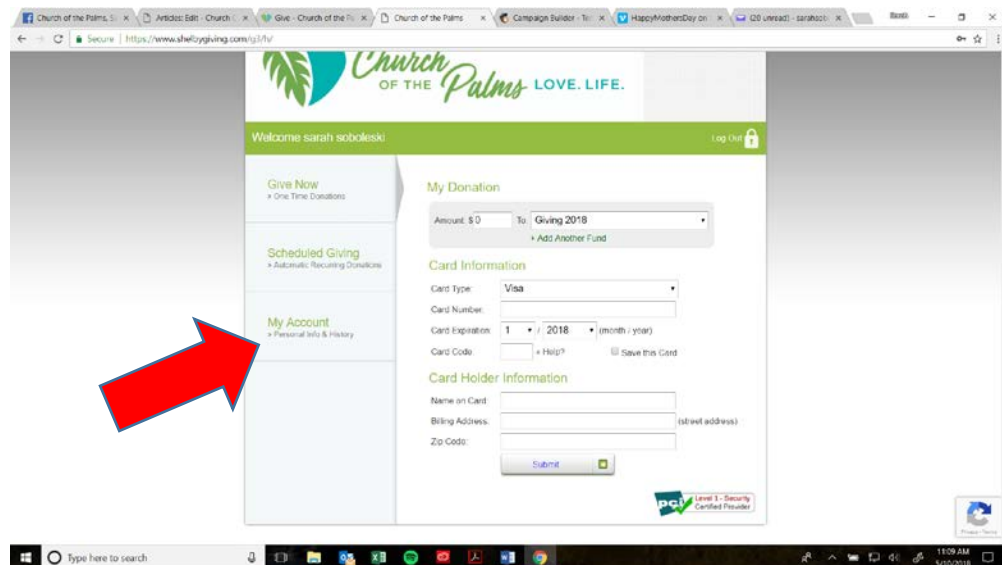 Church of the Palms, S
Articles: Edit - Church
Give - Church of the P
Church of the Palms
Campaign Builder - Te
HappyMothersDay on
(20 unread) - sarahsob
Secure | https://www.shelbygiving.com/g3/h/
Church
OF THE Palms LOVE. LIFE.
Welcome sarah soboleski
Log Out
Give Now
» One Time Donations
Scheduled Giving
» Automatic Recurring Donations
My Account
» Personal Info & History
My Donation
Amount: $ 0 To: Giving 2018
+ Add Another Fund
Card Information
Card Type: Visa
Card Number:
Card Expiration: 1 / 2018 (month / year)
Card Code: + Help? Save this Card
Card Holder Information
Name on Card:
Billing Address: (street address)
Zip Code:
Submit
PCI Level 1 - Security
Certified Provider
Privacy - Terms
Type here to search
11:09 AM
5/10/2018